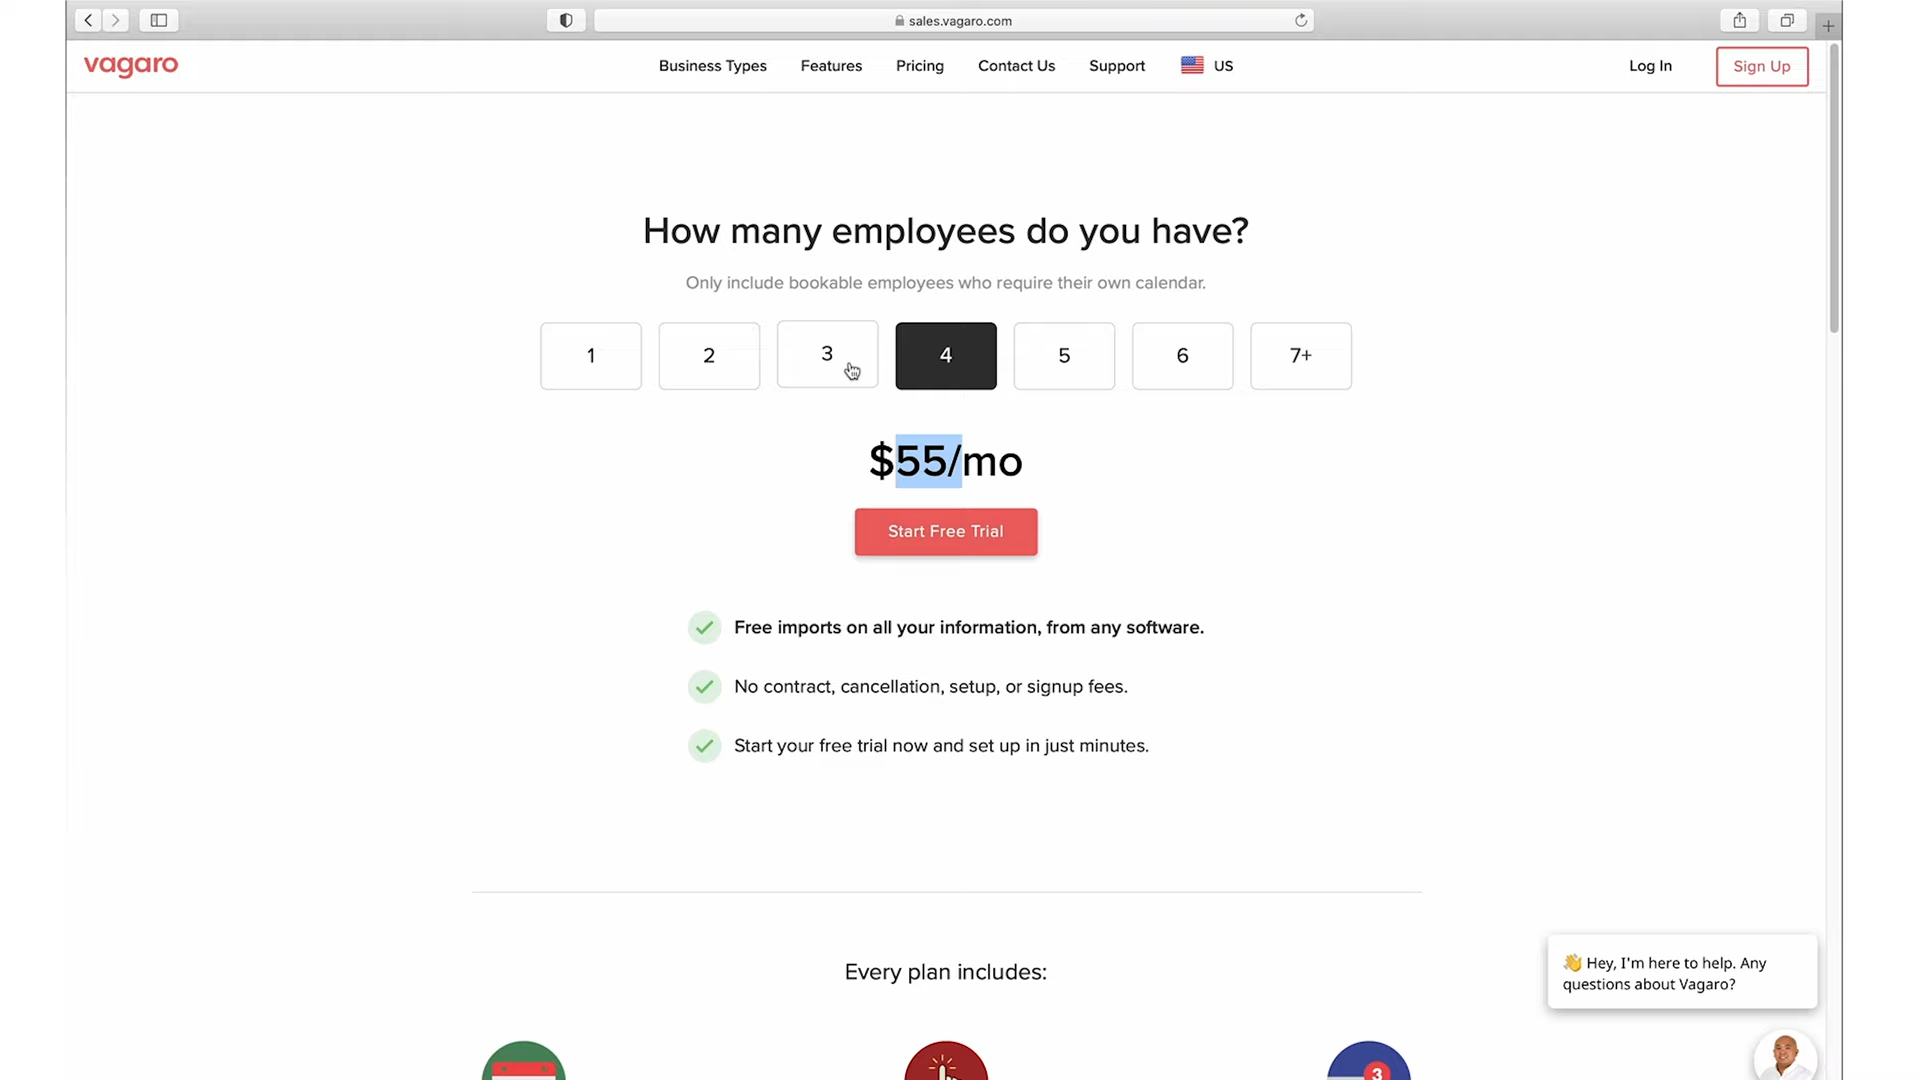 sales.vagaro.com
vagaro
Business Types
Features
Pricing
Contact Us
Support
US
Log In
Sign Up
How many employees do you have?
Only include bookable employees who require their own calendar.
1
2
3
4
5
6
7+
$55/mo
Start Free Trial
Free imports on all your information, from any software.
No contract, cancellation, setup, or signup fees.
Start your free trial now and set up in just minutes.
Every plan includes:
👋 Hey, I'm here to help. Any
questions about Vagaro?
3